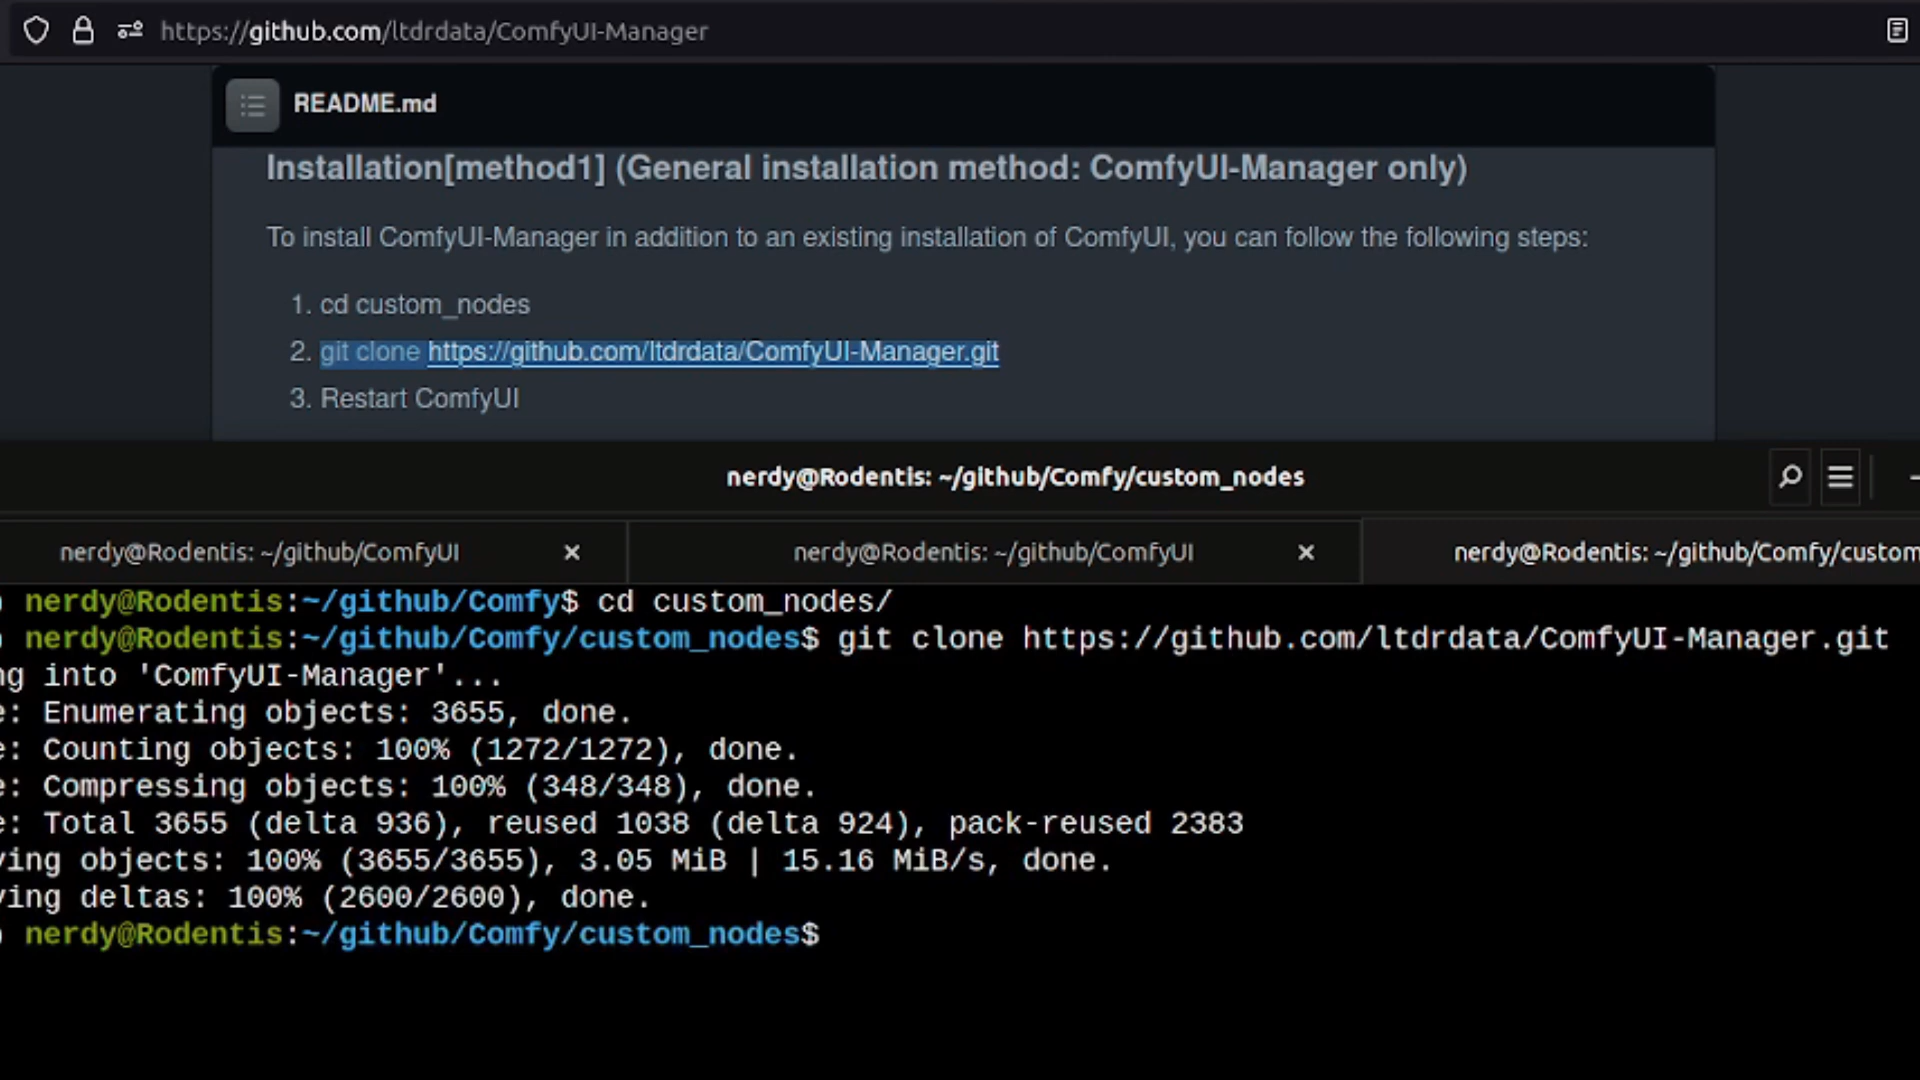 https://github.com/ltdrdata/ComfyUI-Manager
README.md
Installation[method1] (General installation method: ComfyUI-Manager only)
To install ComfyUI-Manager in addition to an existing installation of ComfyUI, you can follow the following steps:
1. cd custom_nodes
2. git clone https://github.com/ltdrdata/ComfyUI-Manager.git
3. Restart ComfyUI
nerdy@Rodentis: ~/github/Comfy/custom_nodes
nerdy@Rodentis: ~/github/ComfyUI
nerdy@Rodentis: ~/github/ComfyUI
nerdy@Rodentis: ~/github/Comfy/custom
) nerdy@Rodentis:~/github/Comfy$ cd custom_nodes/
) nerdy@Rodentis:~/github/Comfy/custom_nodes$ git clone https://github.com/ltdrdata/ComfyUI-Manager.git
ng into 'ComfyUI-Manager'...
e: Enumerating objects: 3655, done.
e: Counting objects: 100% (1272/1272), done.
e: Compressing objects: 100% (348/348), done.
e: Total 3655 (delta 936), reused 1038 (delta 924), pack-reused 2383
ving objects: 100% (3655/3655), 3.05 MiB | 15.16 MiB/s, done.
ving deltas: 100% (2600/2600), done.
) nerdy@Rodentis:~/github/Comfy/custom_nodes$